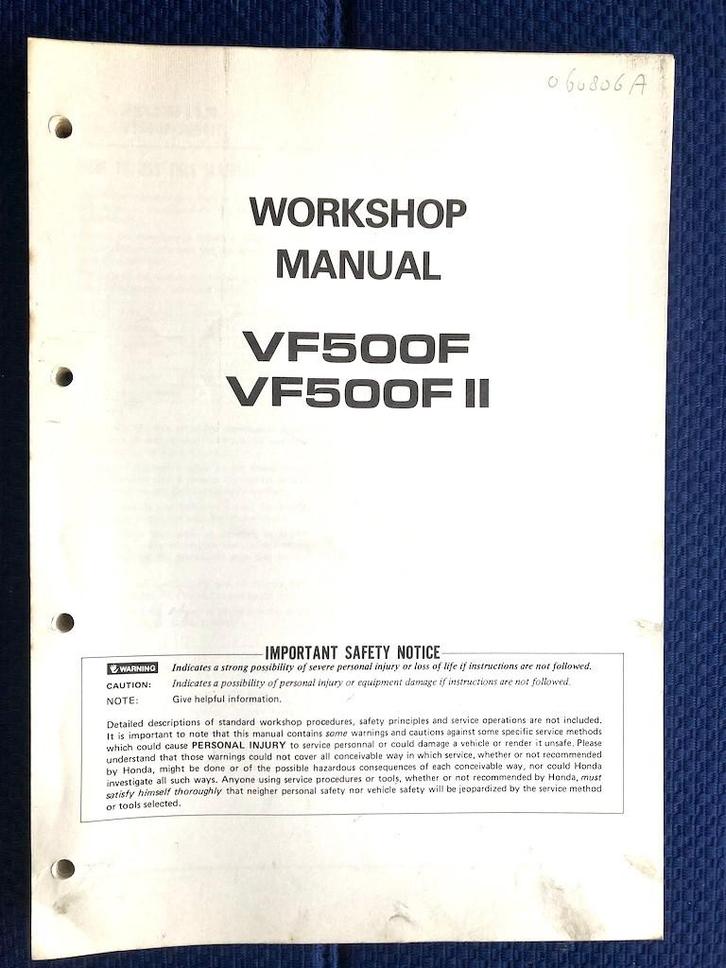 060806A
WORKSHOP
MANUAL
VF500F
VF500F II
IMPORTANT SAFETY NOTICE
WARNING Indicates a strong possibility of severe personal injury or loss of life if instructions are not followed.
CAUTION: Indicates a possibility of personal injury or equipment damage if instructions are not followed.
NOTE: Give helpful information.
Detailed descriptions of standard workshop procedures, safety principles and service operations are not included.
It is important to note that this manual contains some warnings and cautions against some specific service methods
which could cause PERSONAL INJURY to service personnal or could damage a vehicle or render it unsafe. Please
understand that those warnings could not cover all conceivable way in which service, whether or not recommended
by Honda, might be done or of the possible hazardous consequences of each conceivable way, nor could Honda
investigate all such ways. Anyone using service procedures or tools, whether or not recommended by Honda, must
satisfy himself thoroughly that neigher personal safety nor vehicle safety will be jeopardized by the service method
or tools selected.